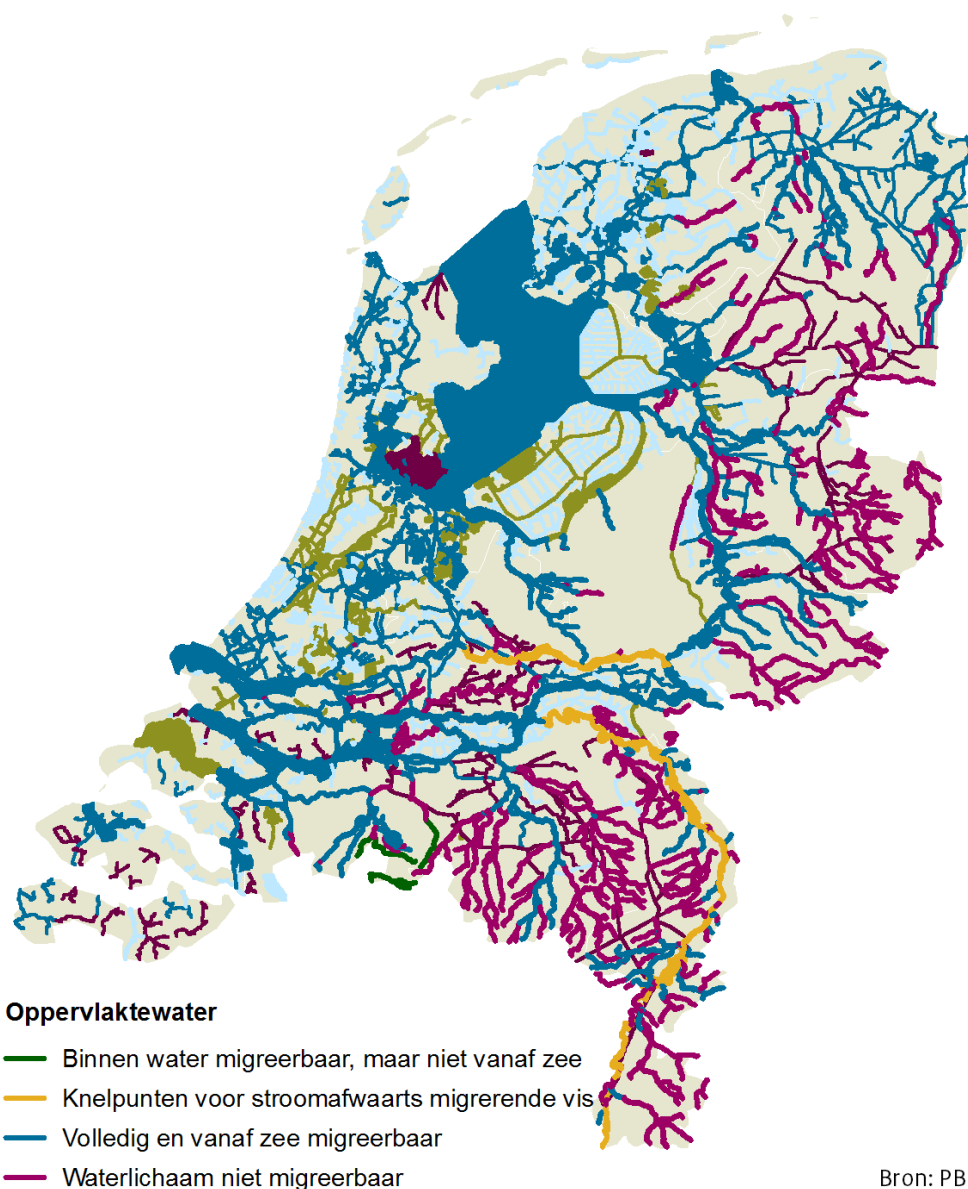 Oppervlaktewater
Binnen water migreerbaar, maar niet vanaf zee
Knelpunten voor stroomafwaarts migrerende vis
Volledig en vanaf zee migreerbaar
Waterlichaam niet migreerbaar
Bron: PB